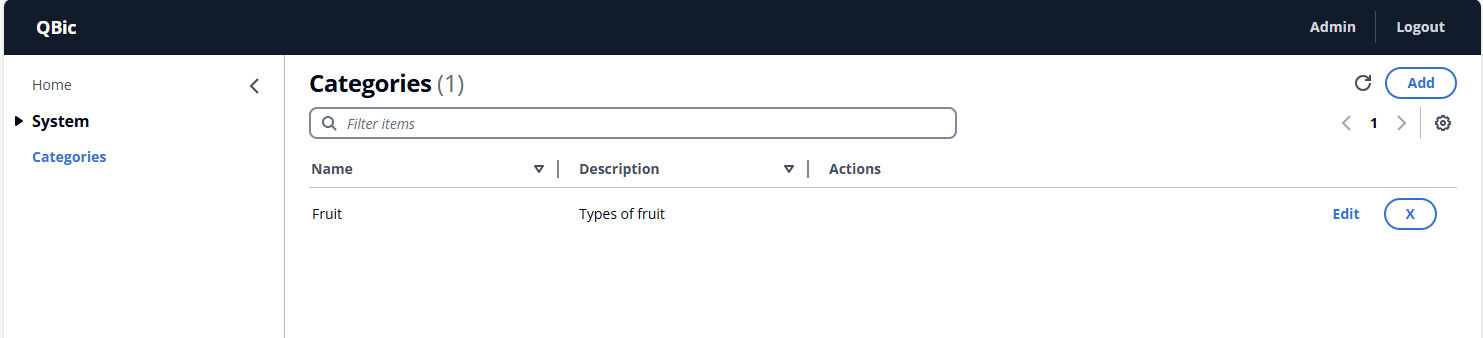 QBic Admin Logout
Home
System
Categories
Categories (1)
Add
Filter items
1
Name Description Actions
Fruit Types of fruit Edit X